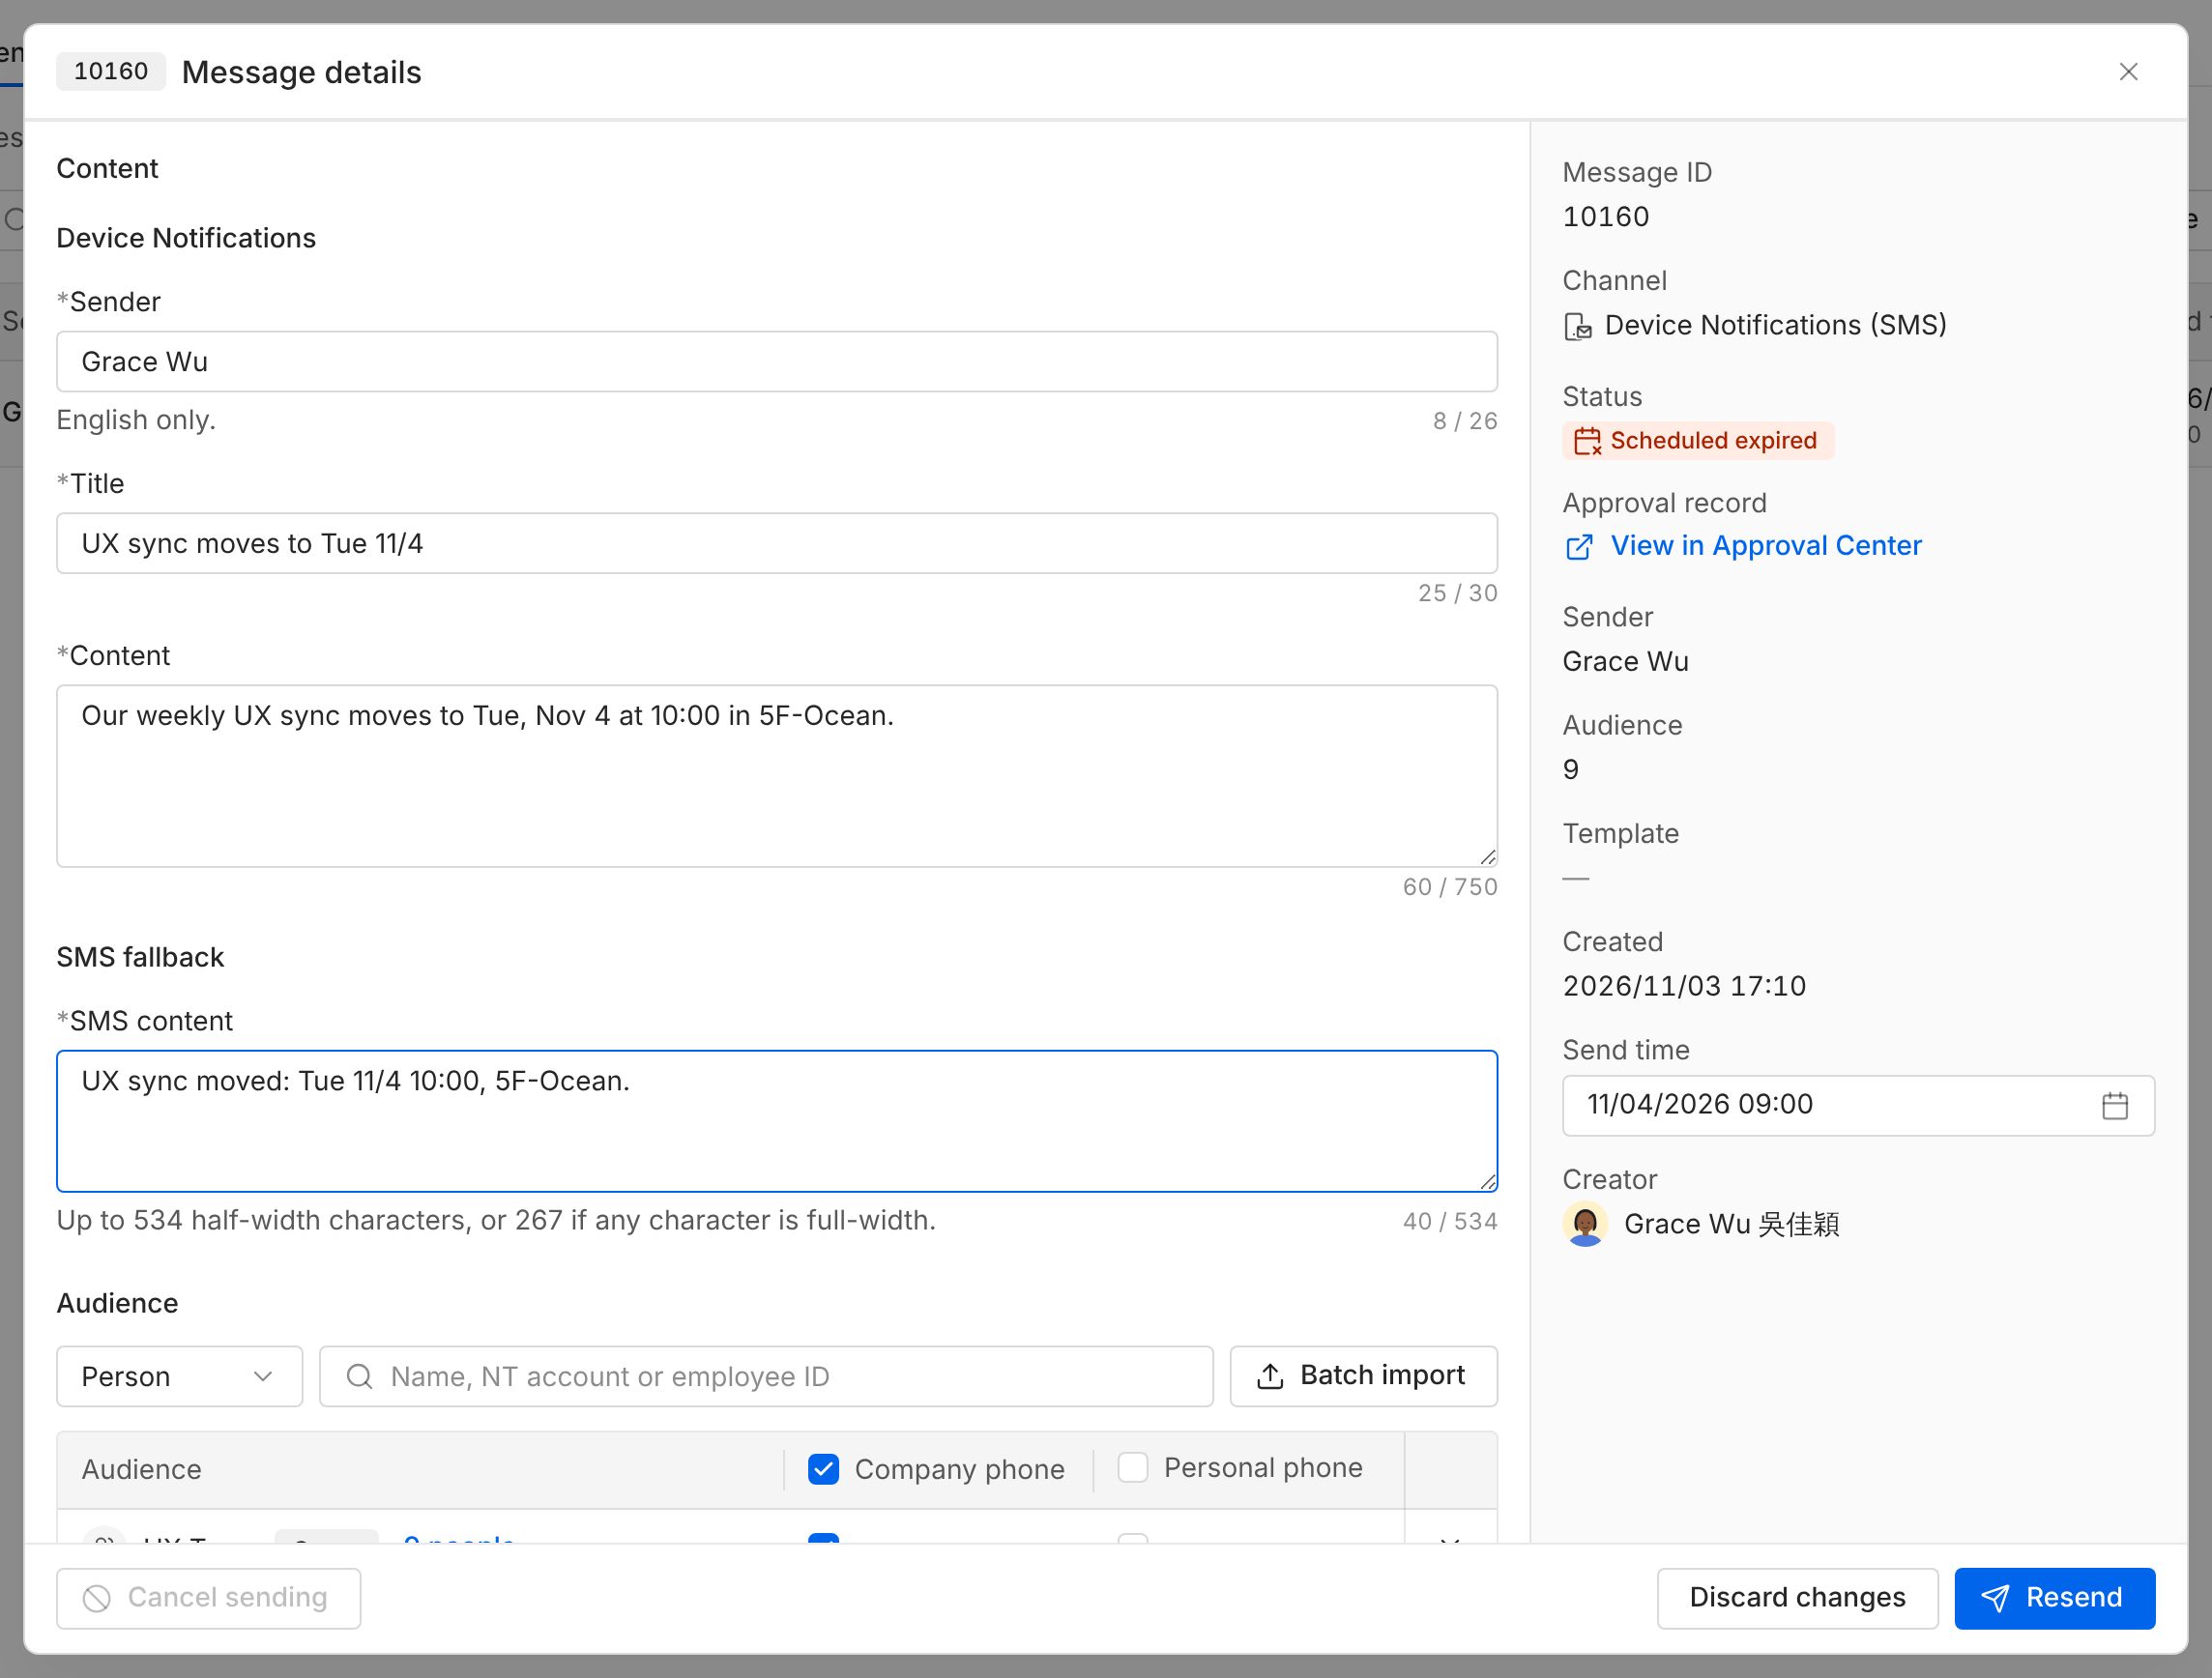 10160 Message details
Content
Device Notifications
*Sender
Grace Wu
English only.
8 / 26
*Title
UX sync moves to Tue 11/4
25 / 30
*Content
Our weekly UX sync moves to Tue, Nov 4 at 10:00 in 5F-Ocean.
60 / 750
SMS fallback
*SMS content
UX sync moved: Tue 11/4 10:00, 5F-Ocean.
Up to 534 half-width characters, or 267 if any character is full-width.
40 / 534
Audience
Person
Name, NT account or employee ID
Batch import
Audience
Company phone
Personal phone
Message ID
10160
Channel
Device Notifications (SMS)
Status
Scheduled expired
Approval record
View in Approval Center
Sender
Grace Wu
Audience
9
Template
—
Created
2026/11/03 17:10
Send time
11/04/2026 09:00
Creator
Grace Wu 吳佳穎
Cancel sending
Discard changes
Resend